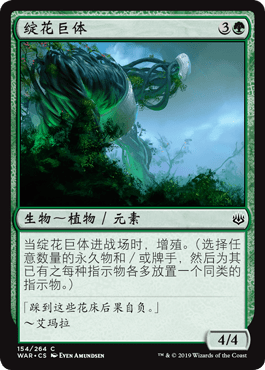 绽花巨体 3
生物~植物 / 元素
当绽花巨体进战场时,增殖。(选择任
意数量的永久物和/或牌手,然后为其
已有之每种指示物各多放置一个同类的
指示物。)
「踩到这些花床后果自负。」
~艾玛拉
4/4
154/264 C
WAR • CS EVEN AMUNDSEN
™ & © 2019 Wizards of the Coast